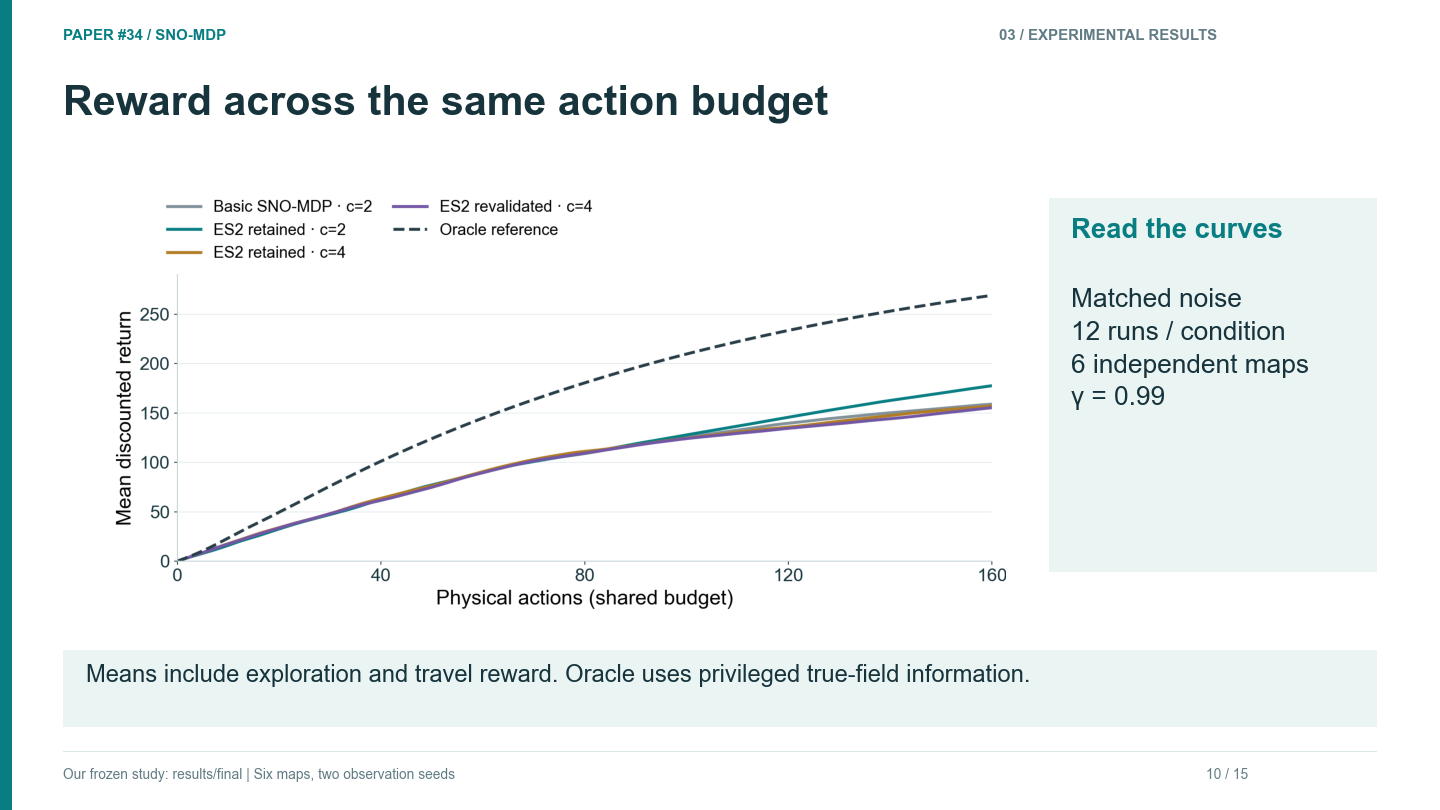 PAPER #34 / SNO-MDP
03 / EXPERIMENTAL RESULTS
Reward across the same action budget
Basic SNO-MDP · c=2
ES2 retained · c=2
ES2 retained · c=4
ES2 revalidated · c=4
Oracle reference
Mean discounted return
250
200
150
100
50
0
0
40
80
120
160
Physical actions (shared budget)
Read the curves
Matched noise
12 runs / condition
6 independent maps
γ = 0.99
Means include exploration and travel reward. Oracle uses privileged true-field information.
Our frozen study: results/final | Six maps, two observation seeds
10 / 15